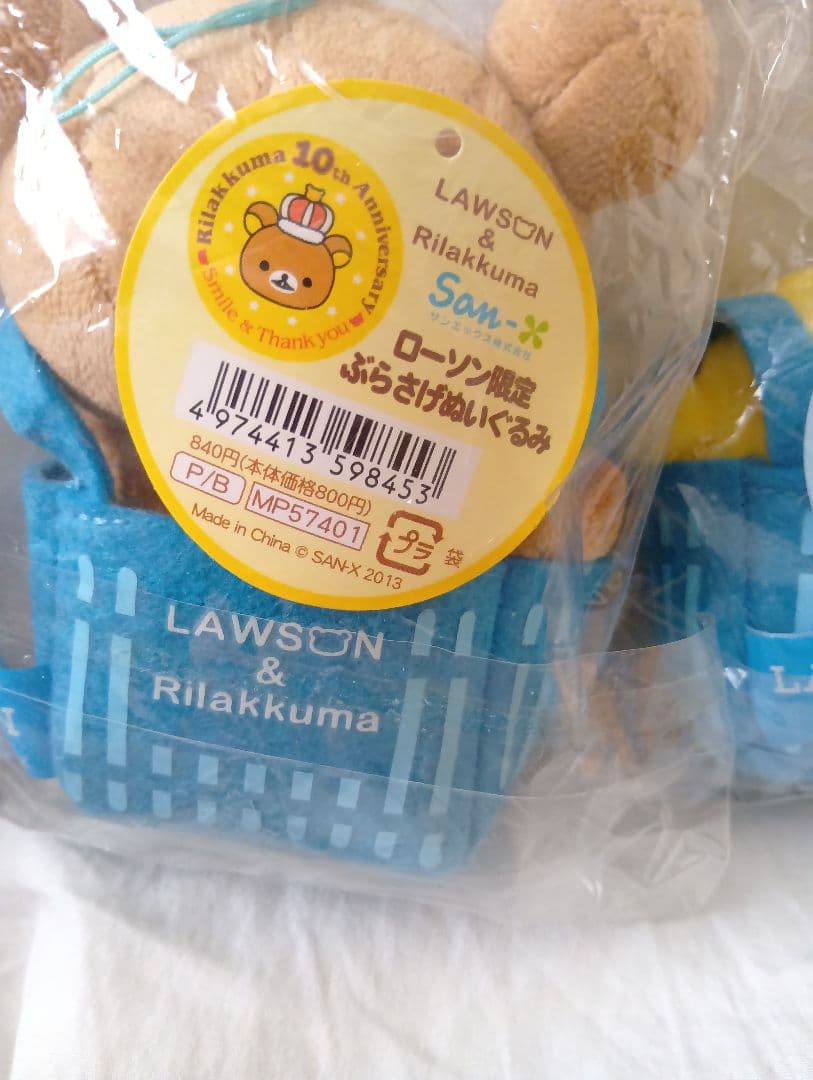 Rilakkuma 10th Anniversary
Smile & Thank you
LAWSON
&
Rilakkuma
San-X
サンエックス株式会社
ローソン限定
ぶらさげぬいぐるみ
4 974413 598453
840円(本体価格800円)
P/B MP57401
プラ 袋
Made in China © SAN-X 2013
LAWSON
&
Rilakkuma